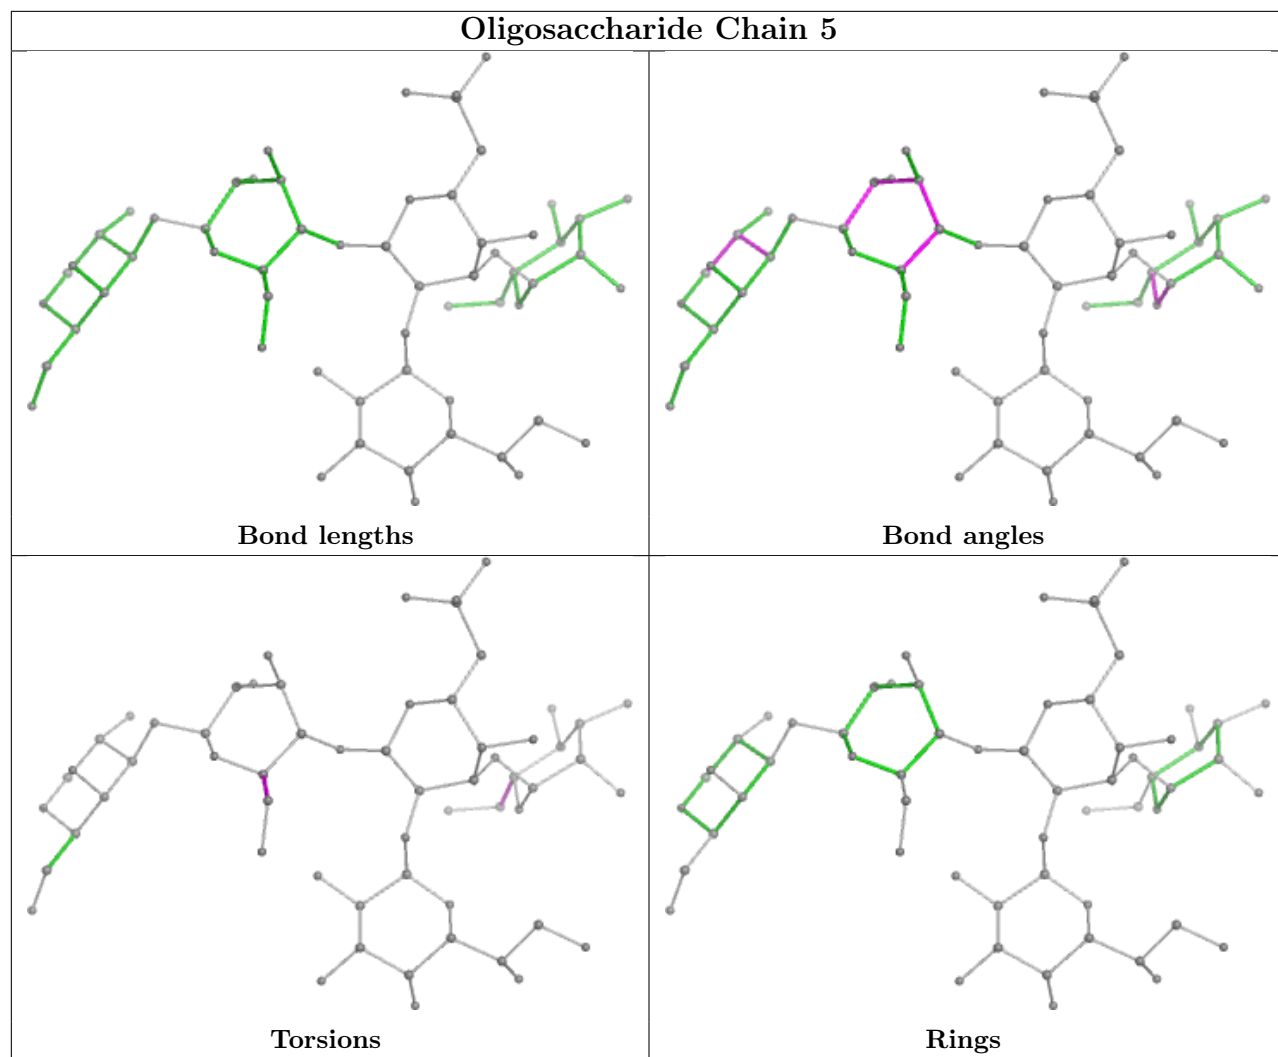 Oligosaccharide Chain 5
Bond lengths
Bond angles
Torsions
Rings